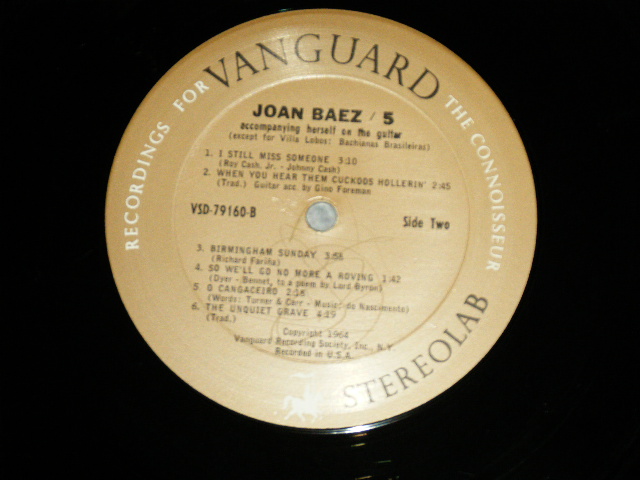 RECORDINGS FOR VANGUARD THE CONNOISSEUR
JOAN BAEZ / 5
accompanying herself on the guitar
(except for Villa Lobos: Bachianas Brasileiras)
1. I STILL MISS SOMEONE 3:10
(Roy Cash, Jr. - Johnny Cash)
2. WHEN YOU HEAR THEM CUCKOOS HOLLERIN' 2:45
(Trad.) Guitar acc. by Gino Foreman
VSD-79160-B
Side Two
3. BIRMINGHAM SUNDAY 3:58
(Richard Fariña)
4. SO WE'LL GO NO MORE A ROVING 1:42
(Dyer - Bennet, to a poem by Lord Byron)
5. O CANGACEIRO 2:18
(Words: Turner & Carr - Music: do Nascimento)
6. THE UNQUIET GRAVE 4:19
(Trad.)
Copyright 1964
Vanguard Recording Society, Inc., N.Y.
Recorded in U.S.A.
STEREOLAB